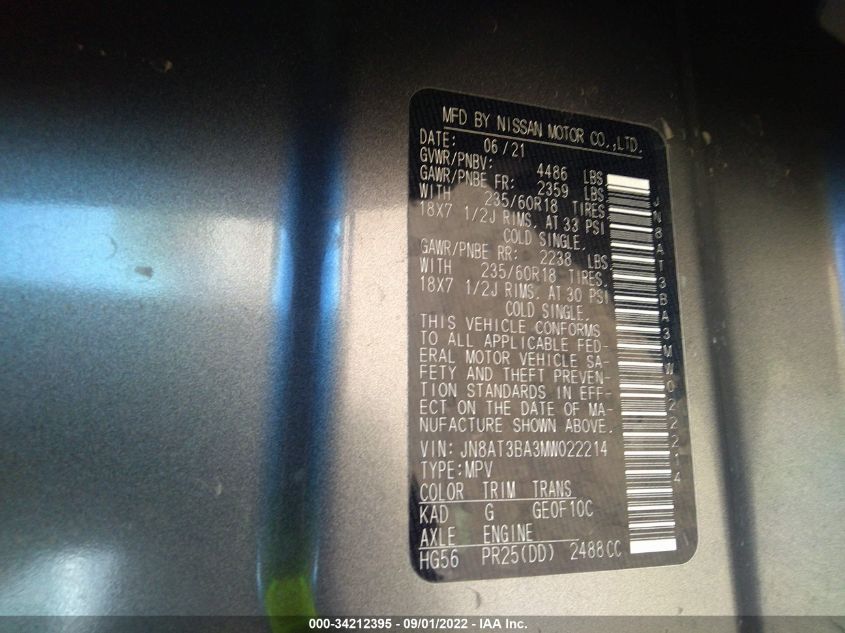 MFD BY NISSAN MOTOR CO.,LTD.
DATE: 06/21
GVWR/PNBV: 4486 LBS
GAWR/PNBE FR: 2359 LBS.
WITH 235/60R18 TIRES
18X7 1/2J RIMS. AT 33 PSI
COLD SINGLE.
GAWR/PNBE RR: 2238 LBS.
WITH 235/60R18 TIRES.
18X7 1/2J RIMS. AT 30 PSI
COLD SINGLE.
THIS VEHICLE CONFORMS
TO ALL APPLICABLE FED-
ERAL MOTOR VEHICLE SA-
FETY AND THEFT PREVEN-
TION STANDARDS IN EFF-
ECT ON THE DATE OF MA-
NUFACTURE SHOWN ABOVE.
VIN: JN8AT3BA3MW022214
TYPE:MPV
COLOR TRIM TRANS
KAD G GE0F10C
AXLE ENGINE
HG56 PR25(DD) 2488CC
JN8AT3BA3MW022214
000-34212395 - 09/01/2022 - IAA Inc.